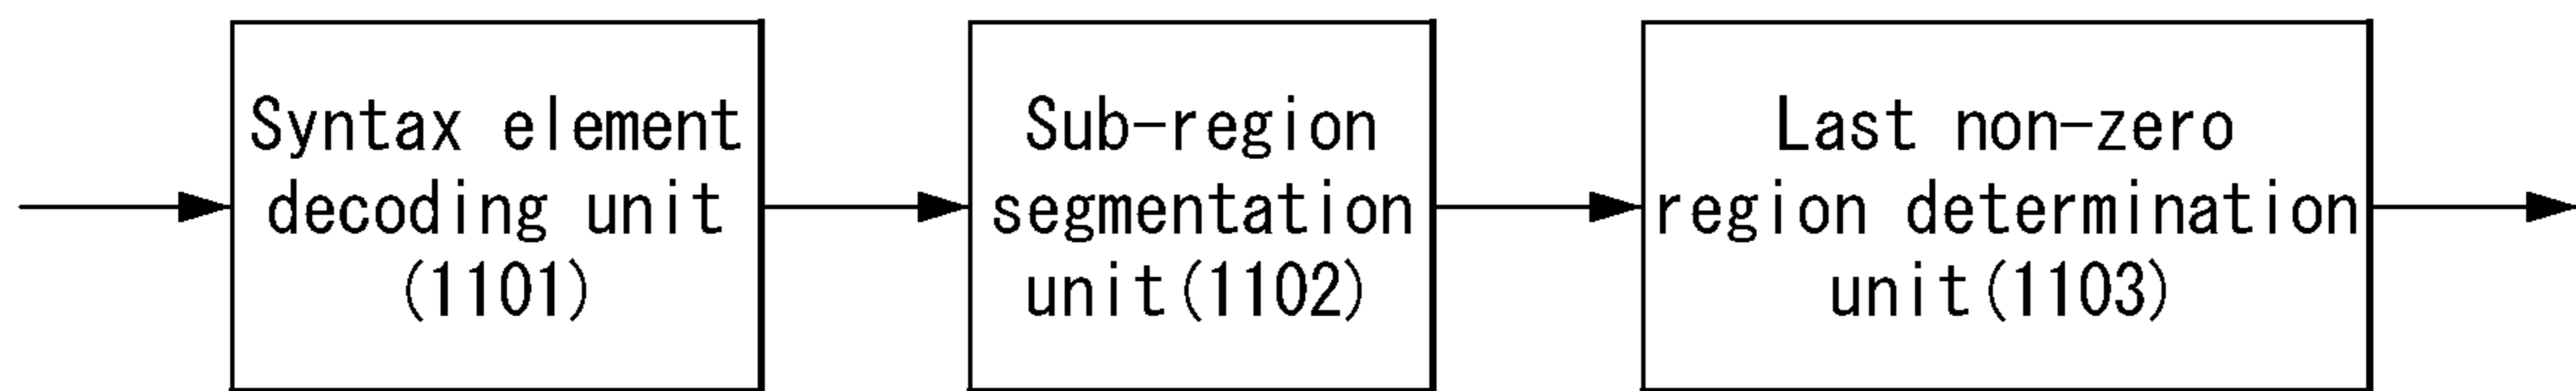 Syntax element
decoding unit
(1101)
Sub-region
segmentation
unit(1102)
Last non-zero
region determination
unit(1103)